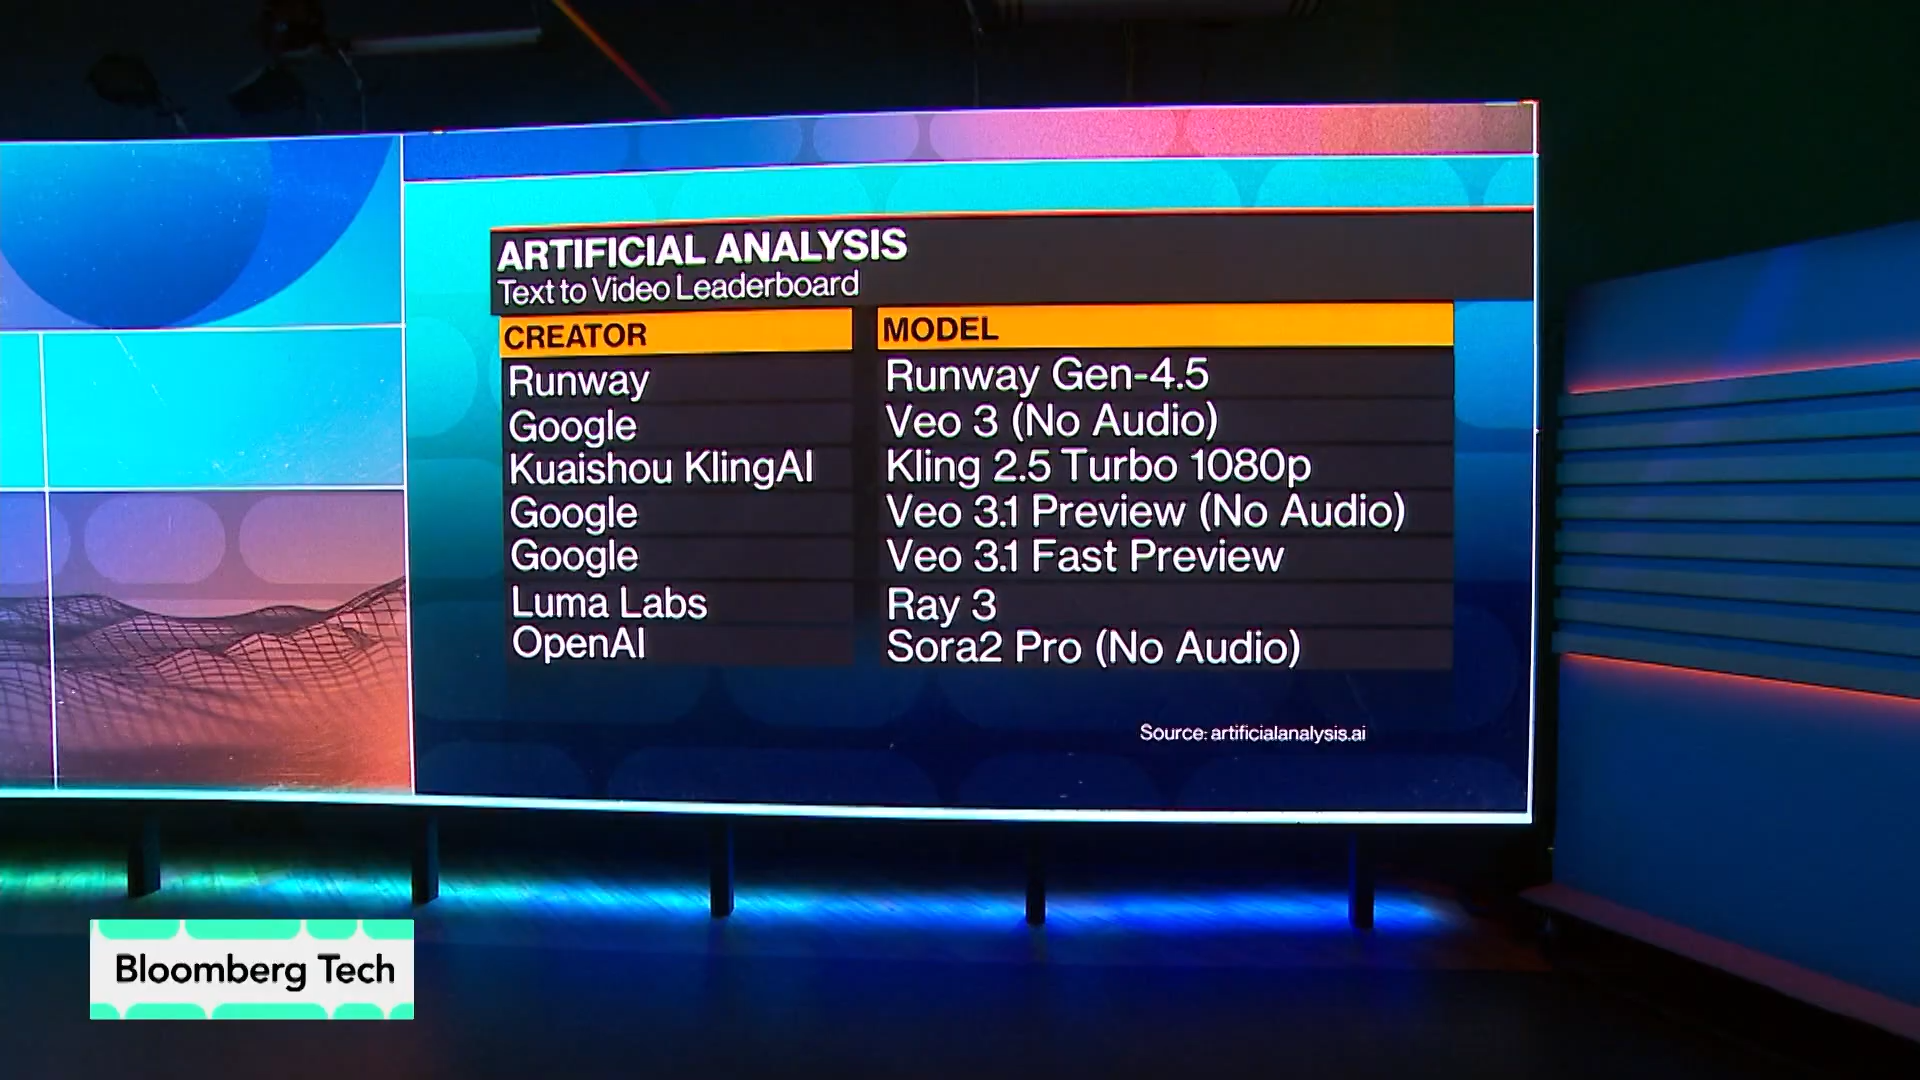 ARTIFICIAL ANALYSIS
Text to Video Leaderboard
CREATOR MODEL
Runway Runway Gen-4.5
Google Veo 3 (No Audio)
Kuaishou KlingAI Kling 2.5 Turbo 1080p
Google Veo 3.1 Preview (No Audio)
Google Veo 3.1 Fast Preview
Luma Labs Ray 3
OpenAI Sora2 Pro (No Audio)
Source: artificialanalysis.ai
Bloomberg Tech